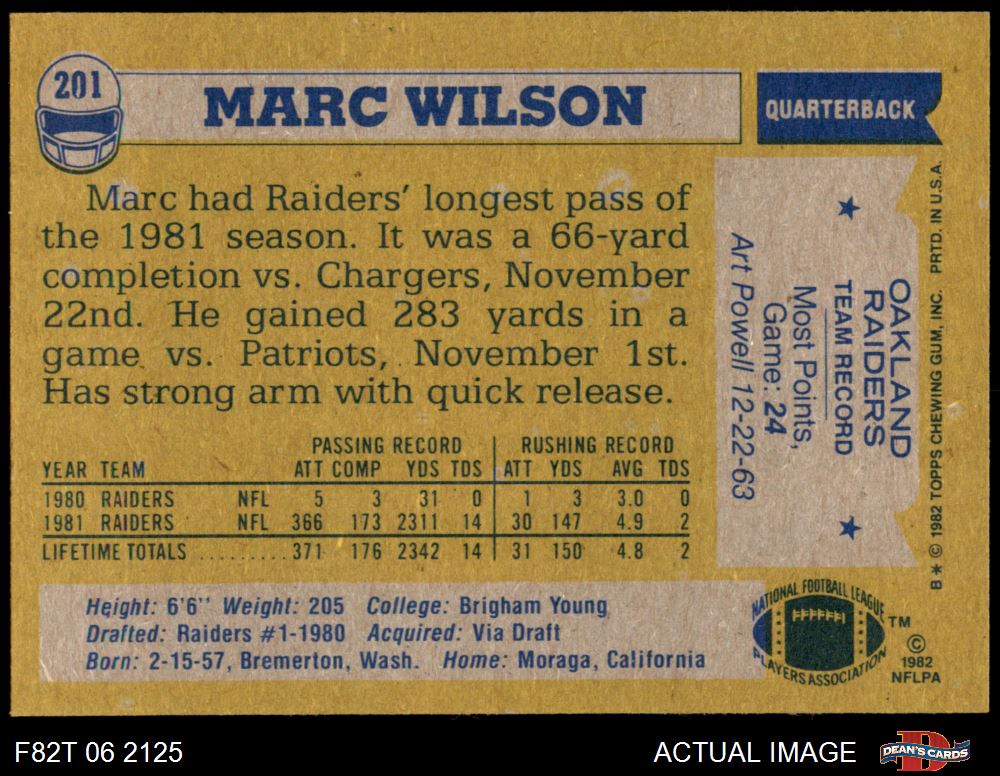 201
MARC WILSON
QUARTERBACK
Marc had Raiders' longest pass of
the 1981 season. It was a 66-yard
completion vs. Chargers, November
22nd. He gained 283 yards in a
game vs. Patriots, November 1st.
Has strong arm with quick release.
PASSING RECORD RUSHING RECORD
YEAR TEAM ATT COMP YDS TDS ATT YDS AVG TDS
1980 RAIDERS NFL 5 3 31 0 1 3 3.0 0
1981 RAIDERS NFL 366 173 2311 14 30 147 4.9 2
LIFETIME TOTALS ......... 371 176 2342 14 31 150 4.8 2
Height: 6'6" Weight: 205 College: Brigham Young
Drafted: Raiders #1-1980 Acquired: Via Draft
Born: 2-15-57, Bremerton, Wash. Home: Moraga, California
OAKLAND
RAIDERS
TEAM RECORD
Most Points,
Game: 24
Art Powell 12-22-63
B * © 1982 TOPPS CHEWING GUM, INC. PRTD. IN U.S.A.
NATIONAL FOOTBALL LEAGUE
PLAYERS ASSOCIATION
TM
©
1982
NFLPA
F82T 06 2125
ACTUAL IMAGE
DEAN'S CARDS